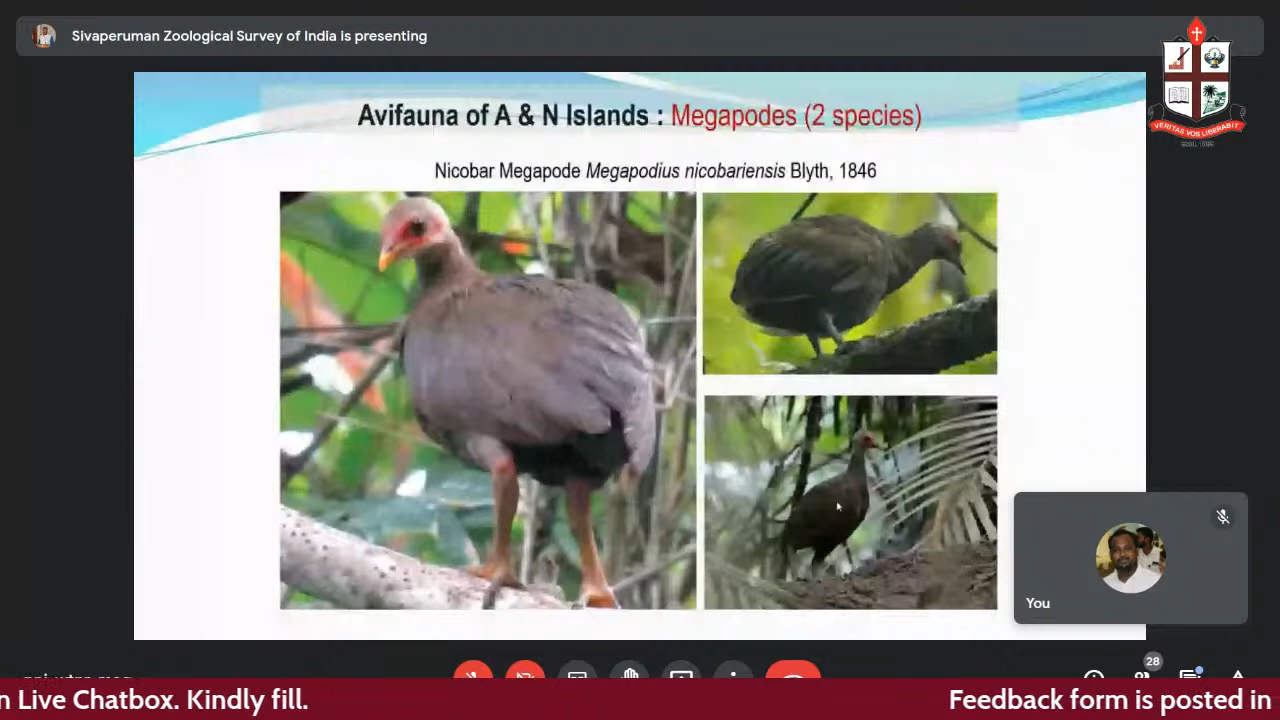 Sivaperuman Zoological Survey of India is presenting
Avifauna of A & N Islands : Megapodes (2 species)
Nicobar Megapode Megapodius nicobariensis Blyth, 1846
VERITAS VOS LIBERABIT
You
28
n Live Chatbox. Kindly fill.
Feedback form is posted in